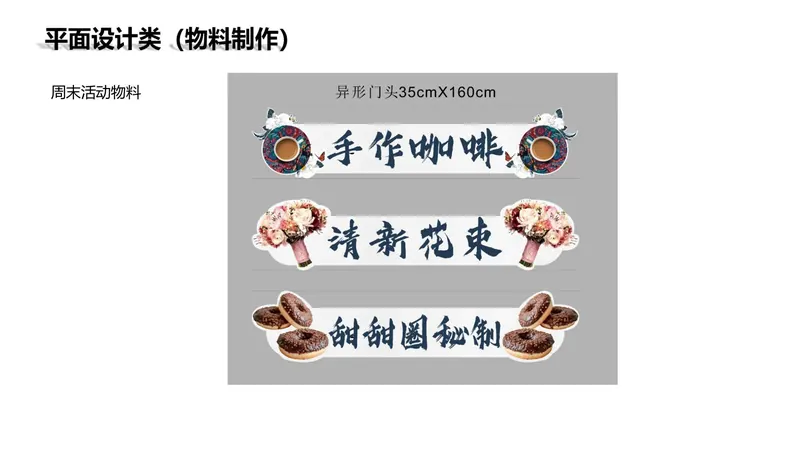 平面设计类（物料制作）
周末活动物料
异形门头35cmX160cm
手作咖啡
清新花束
甜甜圈秘制